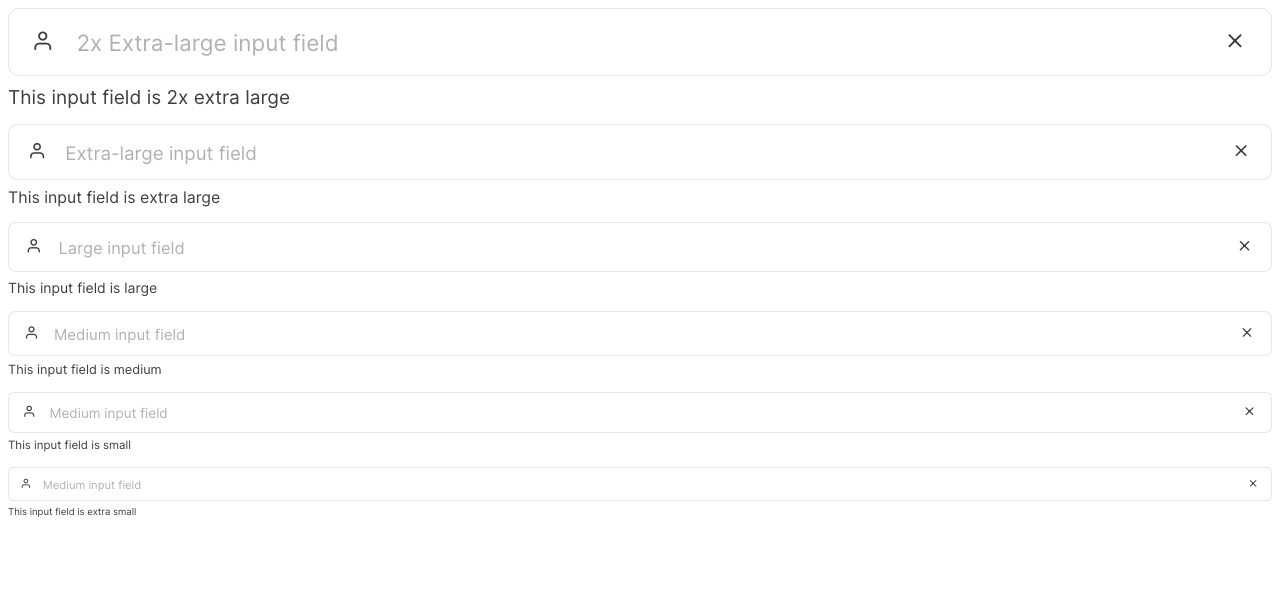 2x Extra-large input field
This input field is 2x extra large
Extra-large input field
This input field is extra large
Large input field
This input field is large
Medium input field
This input field is medium
Medium input field
This input field is small
Medium input field
This input field is extra small